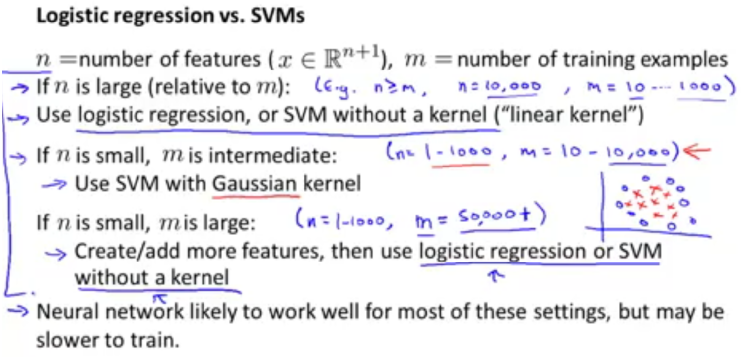 Logistic regression vs. SVMs
n =number of features (x ∈ ℝⁿ⁺¹), m = number of training examples
→ If n is large (relative to m): (E.g. n ≥ m, n = 10,000, m = 10 ... 1000)
→ Use logistic regression, or SVM without a kernel (“linear kernel”)
→ If n is small, m is intermediate: (n = 1 - 1000, m = 10 - 10,000) ←
→ Use SVM with Gaussian kernel
If n is small, m is large: (n = 1 - 1000, m = 50,000+)
→ Create/add more features, then use logistic regression or SVM
without a kernel
→ Neural network likely to work well for most of these settings, but may be
slower to train.